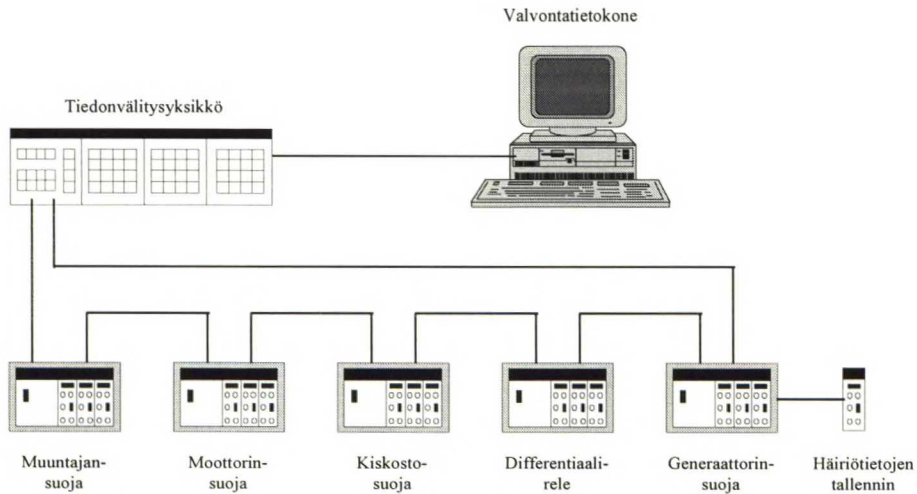 Valvontatietokone
Tiedonvälitysyksikkö
Muuntajan-
suoja
Moottorin-
suoja
Kiskosto-
suoja
Differentiaali-
rele
Generaattorin-
suoja
Häiriötietojen
tallennin